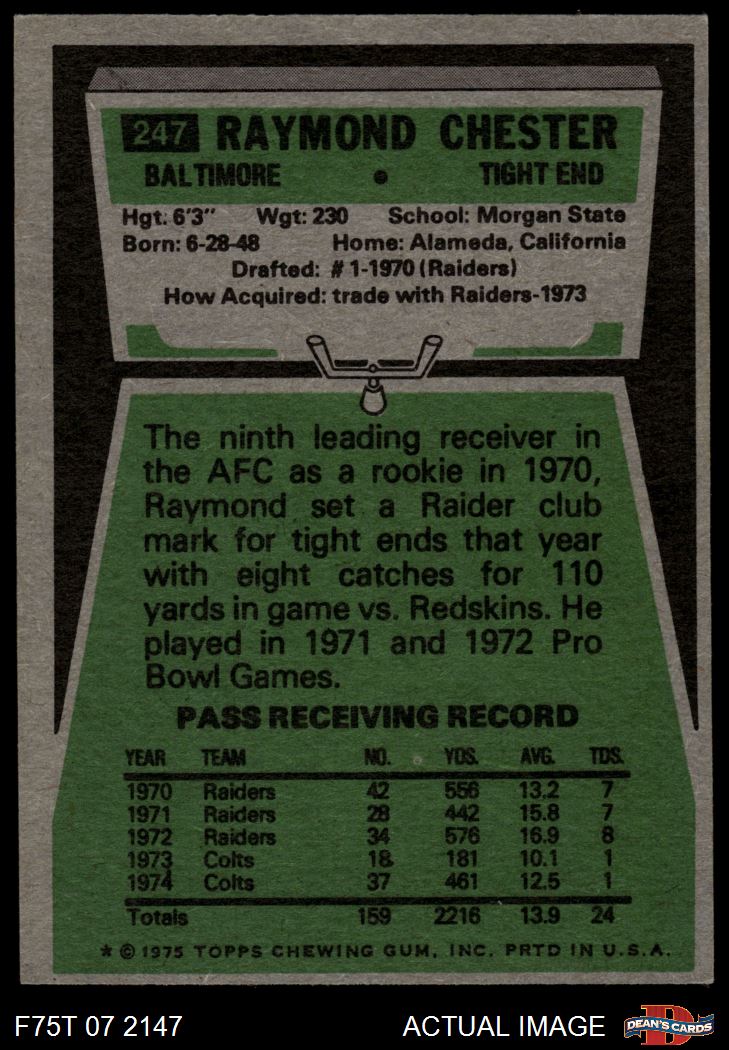 247 RAYMOND CHESTER
BALTIMORE • TIGHT END
Hgt: 6'3" Wgt: 230 School: Morgan State
Born: 6-28-48 Home: Alameda, California
Drafted: # 1-1970 (Raiders)
How Acquired: trade with Raiders-1973
The ninth leading receiver in
the AFC as a rookie in 1970,
Raymond set a Raider club
mark for tight ends that year
with eight catches for 110
yards in game vs. Redskins. He
played in 1971 and 1972 Pro
Bowl Games.
PASS RECEIVING RECORD
YEAR TEAM NO. YDS. AVG. TDS.
1970 Raiders 42 556 13.2 7
1971 Raiders 28 442 15.8 7
1972 Raiders 34 576 16.9 8
1973 Colts 18 181 10.1 1
1974 Colts 37 461 12.5 1
Totals 159 2216 13.9 24
* © 1975 TOPPS CHEWING GUM, INC. PRTD IN U.S.A.
F75T 07 2147 ACTUAL IMAGE DEAN'S CARDS